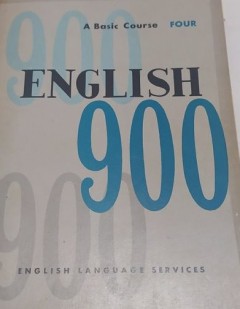 A Basic Course FOUR
900
ENGLISH
900
900
ENGLISH LANGUAGE SERVICES